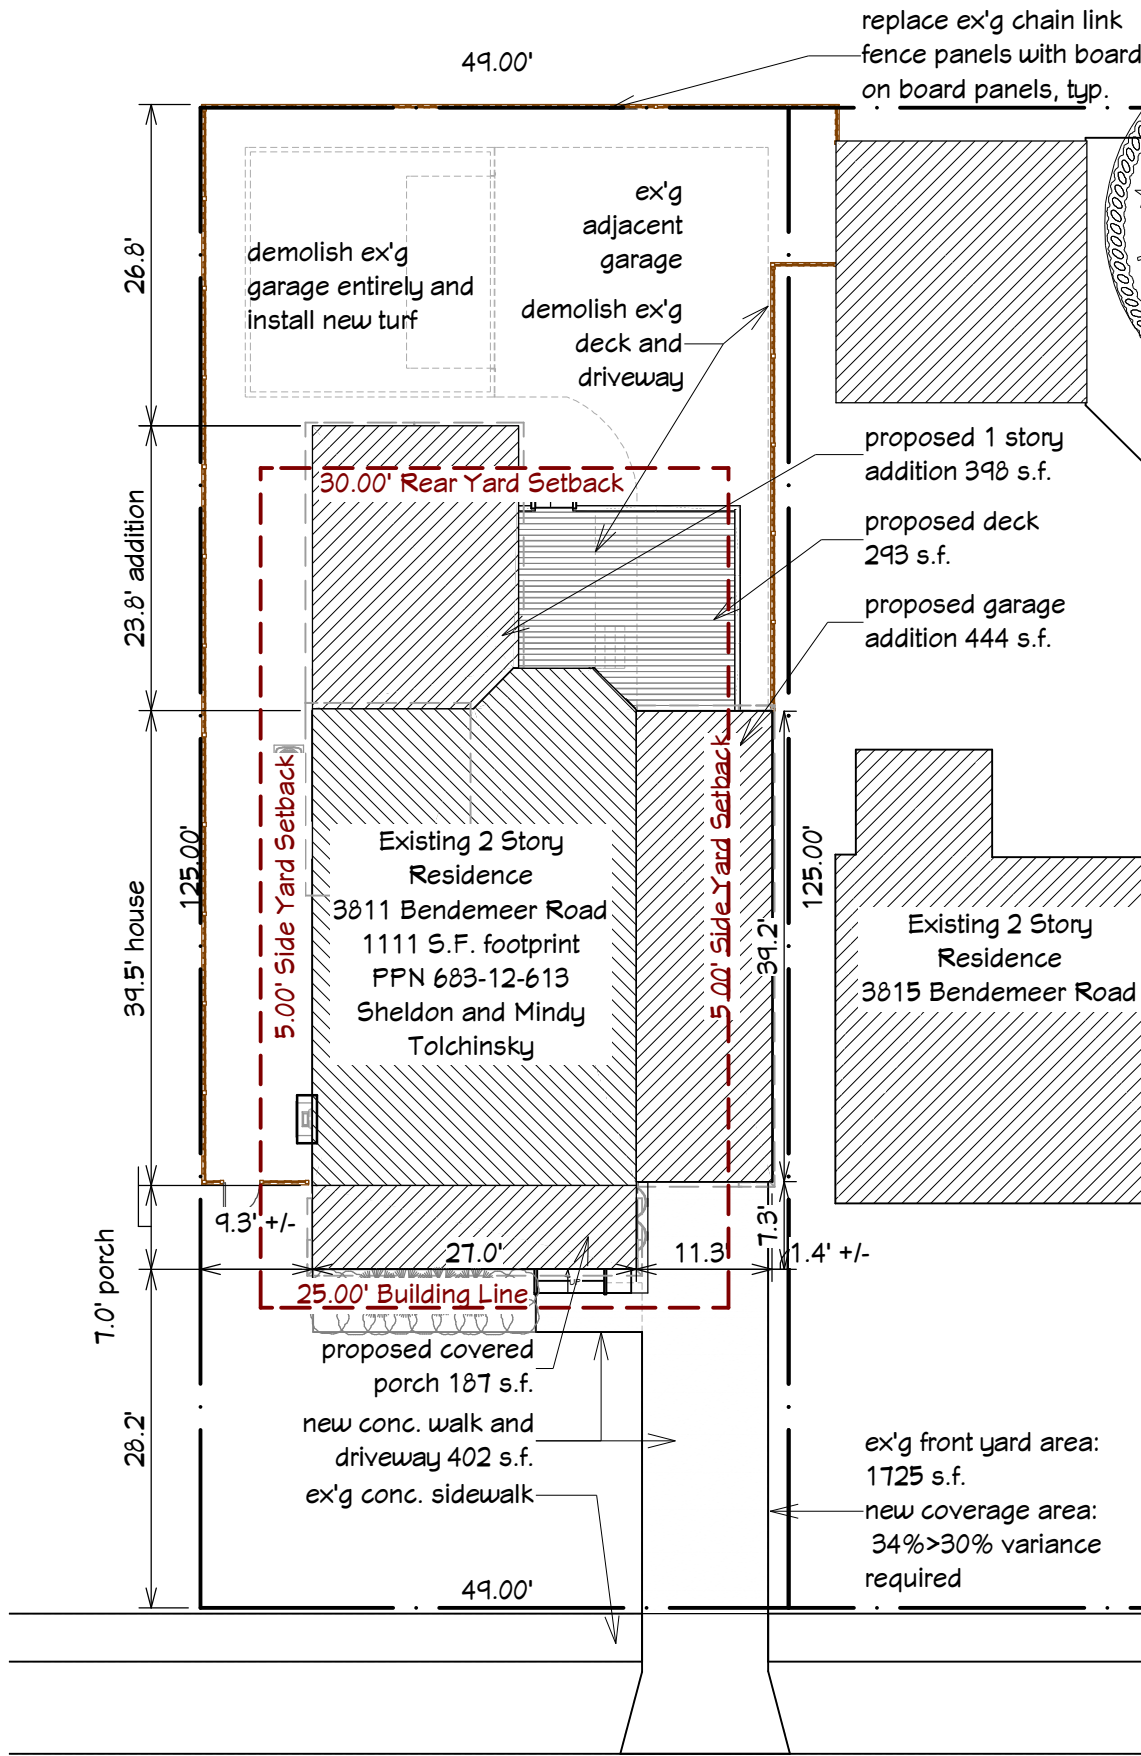 replace ex'g chain link
fence panels with board
on board panels, typ.
49.00'
ex'g
adjacent
garage
demolish ex'g
garage entirely and
install new turf
26.8'
demolish ex'g
deck and
driveway
proposed 1 story
addition 398 s.f.
30.00' Rear Yard Setback
proposed deck
293 s.f.
23.8' addition
proposed garage
addition 444 s.f.
5.00' Side Yard Setback
5.00' Side Yard Setback
125.00'
125.00'
39.5' house
39.2'
Existing 2 Story
Residence
3811 Bendemeer Road
1111 S.F. footprint
PPN 683-12-613
Sheldon and Mindy
Tolchinsky
Existing 2 Story
Residence
3815 Bendemeer Road
9.3' +/-
27.0'
11.3'
7.3'
1.4' +/-
7.0' porch
25.00' Building Line
proposed covered
porch 187 s.f.
new conc. walk and
driveway 402 s.f.
ex'g conc. sidewalk
28.2'
ex'g front yard area:
1725 s.f.
new coverage area:
34%>30% variance
required
49.00'